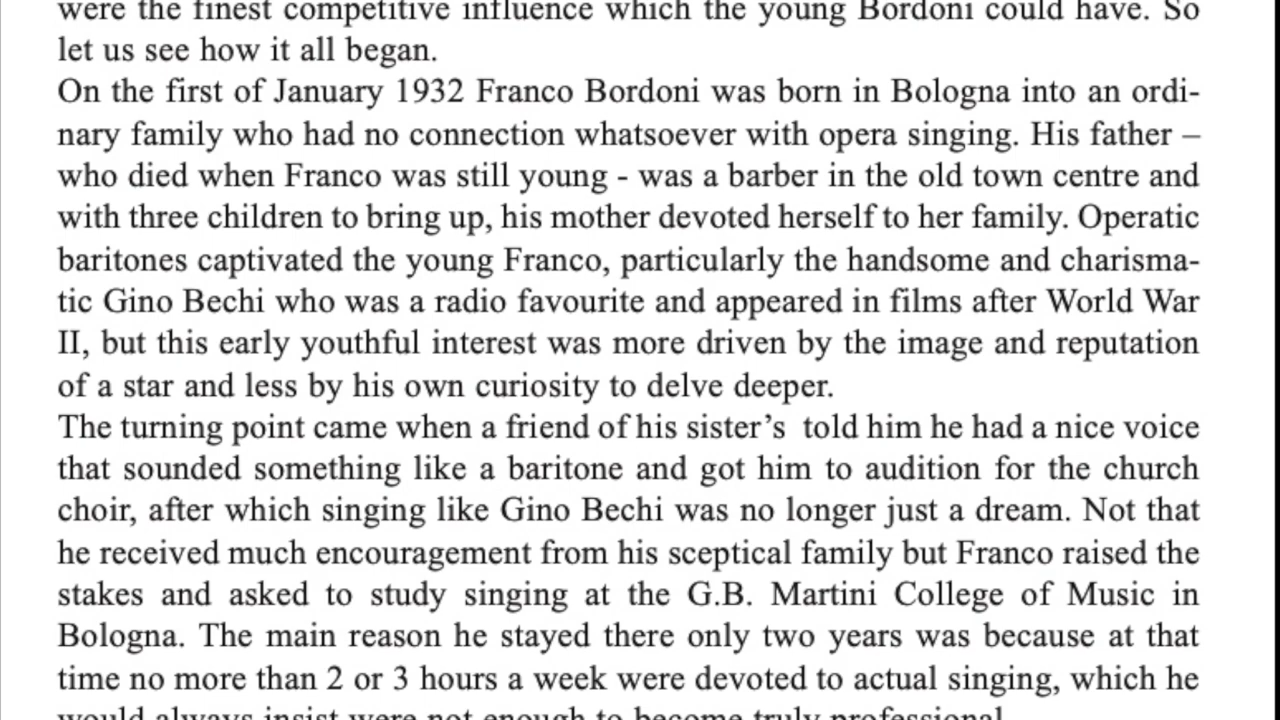 were the finest competitive influence which the young Bordoni could have. So
let us see how it all began.
On the first of January 1932 Franco Bordoni was born in Bologna into an ordi-
nary family who had no connection whatsoever with opera singing. His father –
who died when Franco was still young - was a barber in the old town centre and
with three children to bring up, his mother devoted herself to her family. Operatic
baritones captivated the young Franco, particularly the handsome and charisma-
tic Gino Bechi who was a radio favourite and appeared in films after World War
II, but this early youthful interest was more driven by the image and reputation
of a star and less by his own curiosity to delve deeper.
The turning point came when a friend of his sister’s  told him he had a nice voice
that sounded something like a baritone and got him to audition for the church
choir, after which singing like Gino Bechi was no longer just a dream. Not that
he received much encouragement from his sceptical family but Franco raised the
stakes and asked to study singing at the G.B. Martini College of Music in
Bologna. The main reason he stayed there only two years was because at that
time no more than 2 or 3 hours a week were devoted to actual singing, which he
would always insist were not enough to become truly professional.